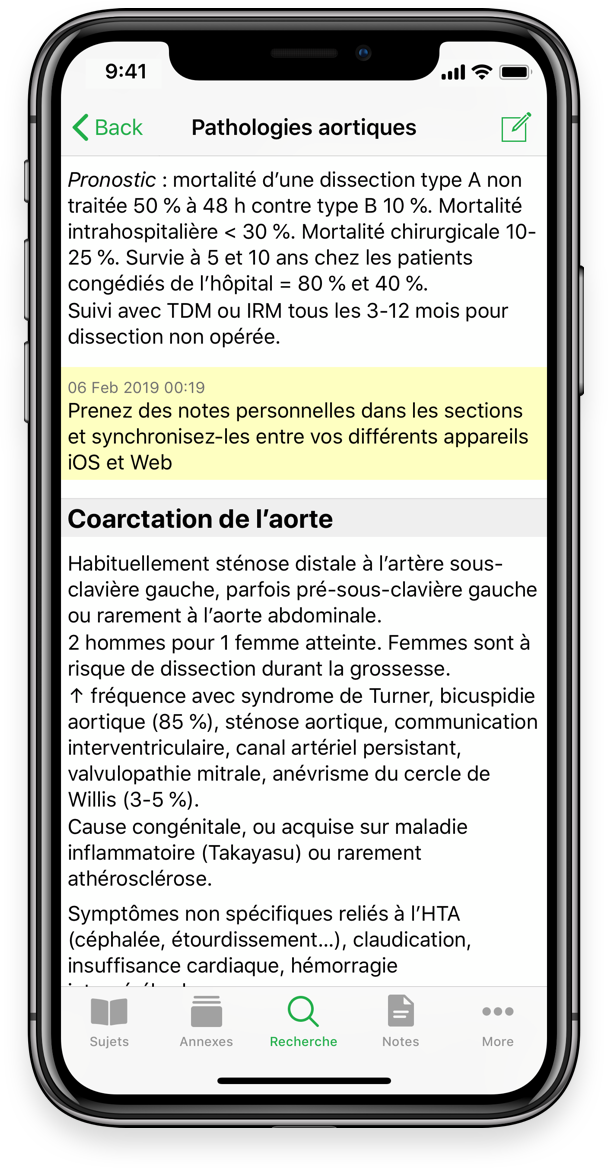 9:41
Back
Pathologies aortiques
Pronostic : mortalité d’une dissection type A non
traitée 50 % à 48 h contre type B 10 %. Mortalité
intrahospitalière < 30 %. Mortalité chirurgicale 10-
25 %. Survie à 5 et 10 ans chez les patients
congédiés de l’hôpital = 80 % et 40 %.
Suivi avec TDM ou IRM tous les 3-12 mois pour
dissection non opérée.
06 Feb 2019 00:19
Prenez des notes personnelles dans les sections
et synchronisez-les entre vos différents appareils
iOS et Web
Coarctation de l’aorte
Habituellement sténose distale à l’artère sous-
clavière gauche, parfois pré-sous-clavière gauche
ou rarement à l’aorte abdominale.
2 hommes pour 1 femme atteinte. Femmes sont à
risque de dissection durant la grossesse.
↑ fréquence avec syndrome de Turner, bicuspidie
aortique (85 %), sténose aortique, communication
interventriculaire, canal artériel persistant,
valvulopathie mitrale, anévrisme du cercle de
Willis (3-5 %).
Cause congénitale, ou acquise sur maladie
inflammatoire (Takayasu) ou rarement
athérosclérose.
Symptômes non spécifiques reliés à l’HTA
(céphalée, étourdissement...), claudication,
insuffisance cardiaque, hémorragie
Sujets
Annexes
Recherche
Notes
More